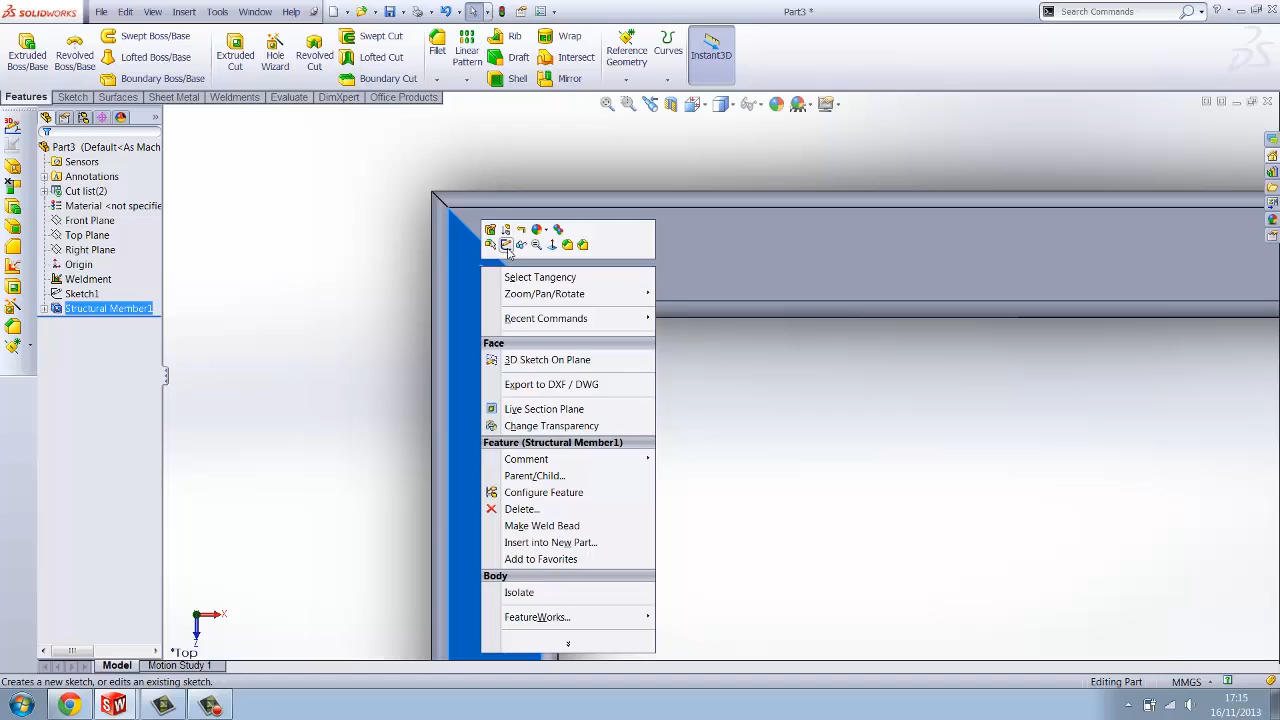 SOLIDWORKS File Edit View Insert Tools Window Help Part3 * Search Commands
Extruded Boss/Base
Revolved Boss/Base
Swept Boss/Base
Lofted Boss/Base
Boundary Boss/Base
Extruded Cut
Hole Wizard
Revolved Cut
Swept Cut
Lofted Cut
Boundary Cut
Fillet
Linear Pattern
Rib
Draft
Shell
Wrap
Intersect
Mirror
Reference Geometry
Curves
Instant3D
Features Sketch Surfaces Sheet Metal Weldments Evaluate DimXpert Office Products
Part3 (Default<As Mach
Sensors
Annotations
Cut list(2)
Material <not specifie
Front Plane
Top Plane
Right Plane
Origin
Weldment
Sketch1
Structural Member1
Select Tangency
Zoom/Pan/Rotate
Recent Commands
Face
3D Sketch On Plane
Export to DXF / DWG
Live Section Plane
Change Transparency
Feature (Structural Member1)
Comment
Parent/Child...
Configure Feature
Delete...
Make Weld Bead
Insert into New Part...
Add to Favorites
Body
Isolate
FeatureWorks...
X
Z
*Top
Model Motion Study 1
Creates a new sketch, or edits an existing sketch. Editing Part MMGS
17:15
16/11/2013